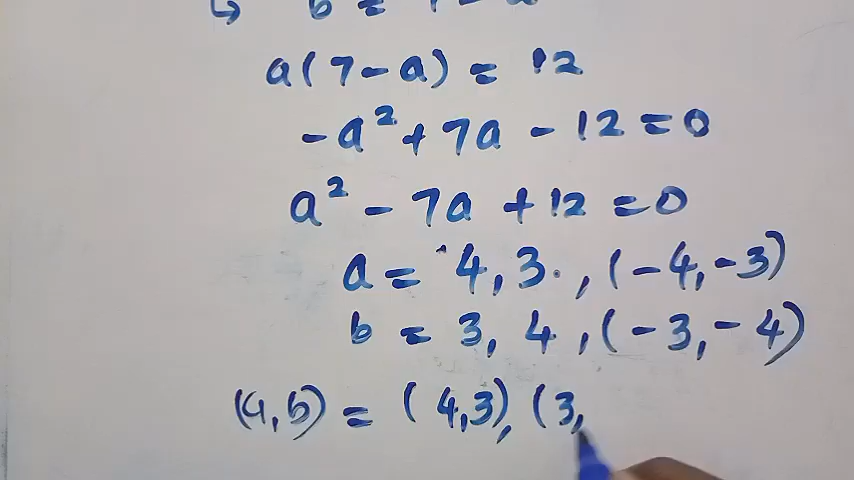 ↳ b = 7 - a
a(7-a) = 12
-a² + 7a - 12 = 0
a² - 7a + 12 = 0
a = 4, 3. , (-4, -3)
b = 3, 4 , (-3, -4)
(a, b) = (4,3), (3,